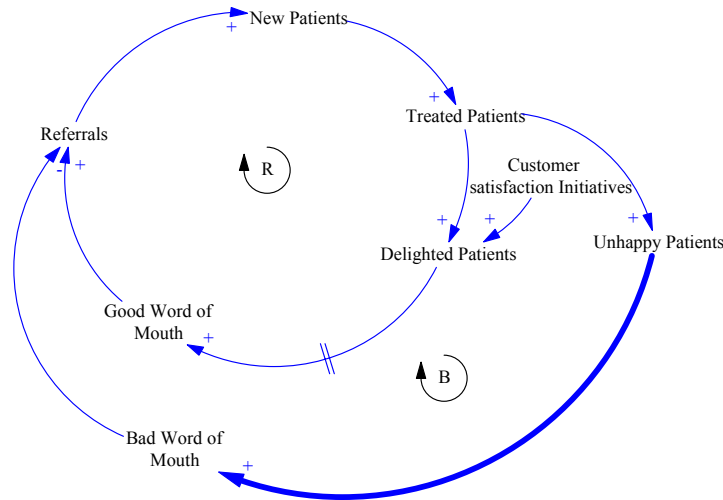 New Patients
+
+
Treated Patients
Referrals
- +
R
Customer
satisfaction Initiatives
+
+
+
Delighted Patients
Unhappy Patients
Good Word of
Mouth
+
B
Bad Word of
Mouth
+